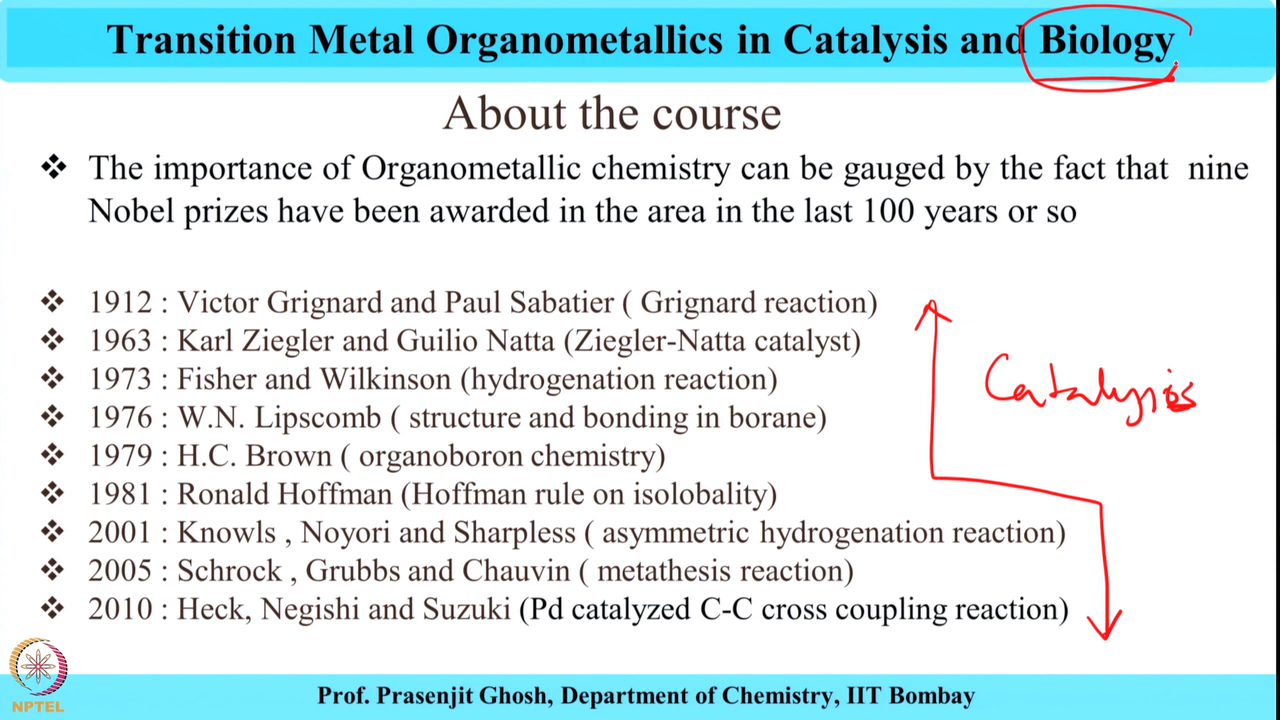 Transition Metal Organometallics in Catalysis and Biology
About the course
❖ The importance of Organometallic chemistry can be gauged by the fact that nine
Nobel prizes have been awarded in the area in the last 100 years or so
❖ 1912 : Victor Grignard and Paul Sabatier ( Grignard reaction)
❖ 1963 : Karl Ziegler and Guilio Natta (Ziegler-Natta catalyst)
❖ 1973 : Fisher and Wilkinson (hydrogenation reaction)
Catalysis
❖ 1976 : W.N. Lipscomb ( structure and bonding in borane)
❖ 1979 : H.C. Brown ( organoboron chemistry)
❖ 1981 : Ronald Hoffman (Hoffman rule on isolobality)
❖ 2001 : Knowls , Noyori and Sharpless ( asymmetric hydrogenation reaction)
❖ 2005 : Schrock , Grubbs and Chauvin ( metathesis reaction)
❖ 2010 : Heck, Negishi and Suzuki (Pd catalyzed C-C cross coupling reaction)
NPTEL
Prof. Prasenjit Ghosh, Department of Chemistry, IIT Bombay